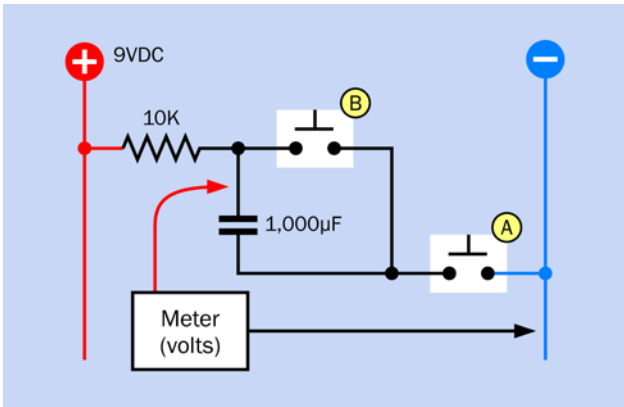 +
9VDC
−
10K
B
1,000µF
A
Meter
(volts)